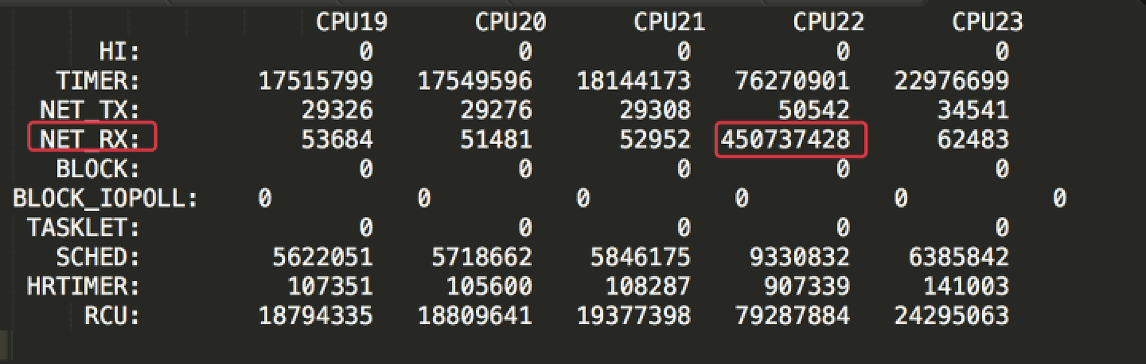 CPU19 CPU20 CPU21 CPU22 CPU23
HI: 0 0 0 0 0
TIMER: 17515799 17549596 18144173 76270901 22976699
NET_TX: 29326 29276 29308 50542 34541
NET_RX: 53684 51481 52952 450737428 62483
BLOCK: 0 0 0 0 0
BLOCK_IOPOLL: 0 0 0 0 0 0
TASKLET: 0 0 0 0 0
SCHED: 5622051 5718662 5846175 9330832 6385842
HRTIMER: 107351 105600 108287 907339 141003
RCU: 18794335 18809641 19377398 79287884 24295063